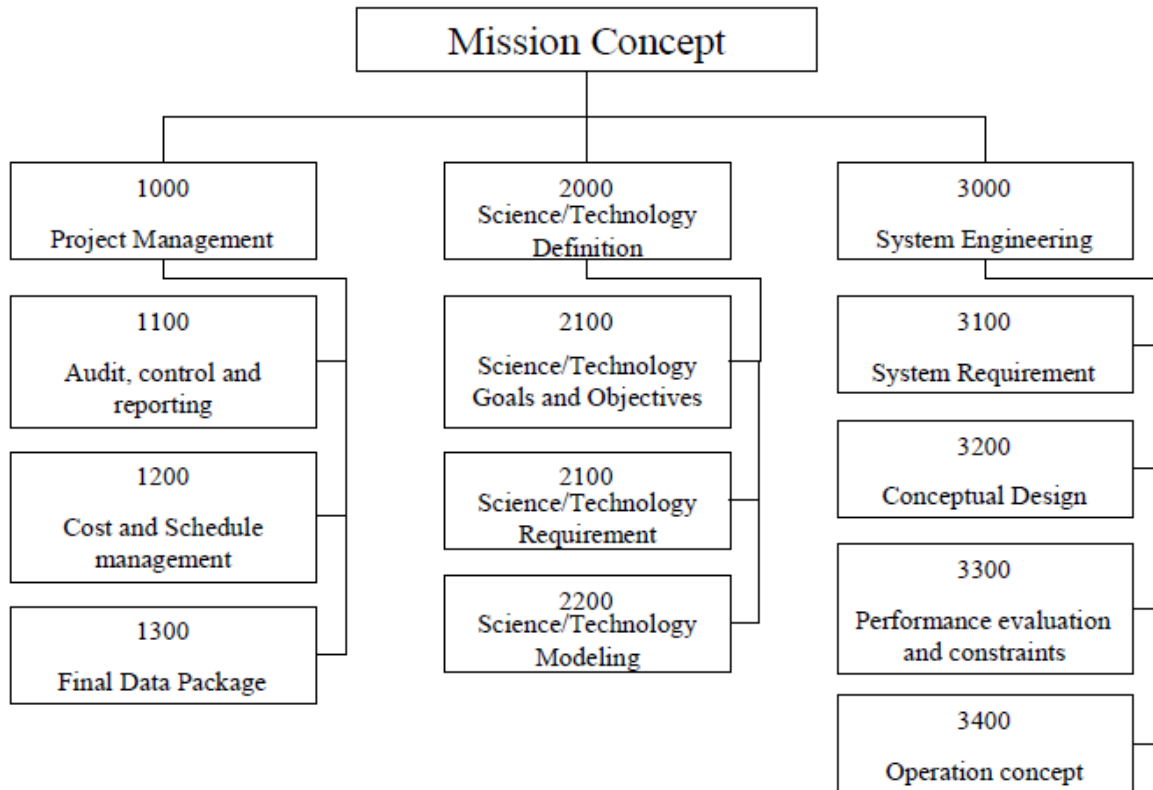 Mission Concept
1000
Project Management
1100
Audit, control and
reporting
1200
Cost and Schedule
management
1300
Final Data Package
2000
Science/Technology
Definition
2100
Science/Technology
Goals and Objectives
2100
Science/Technology
Requirement
2200
Science/Technology
Modeling
3000
System Engineering
3100
System Requirement
3200
Conceptual Design
3300
Performance evaluation
and constraints
3400
Operation concept